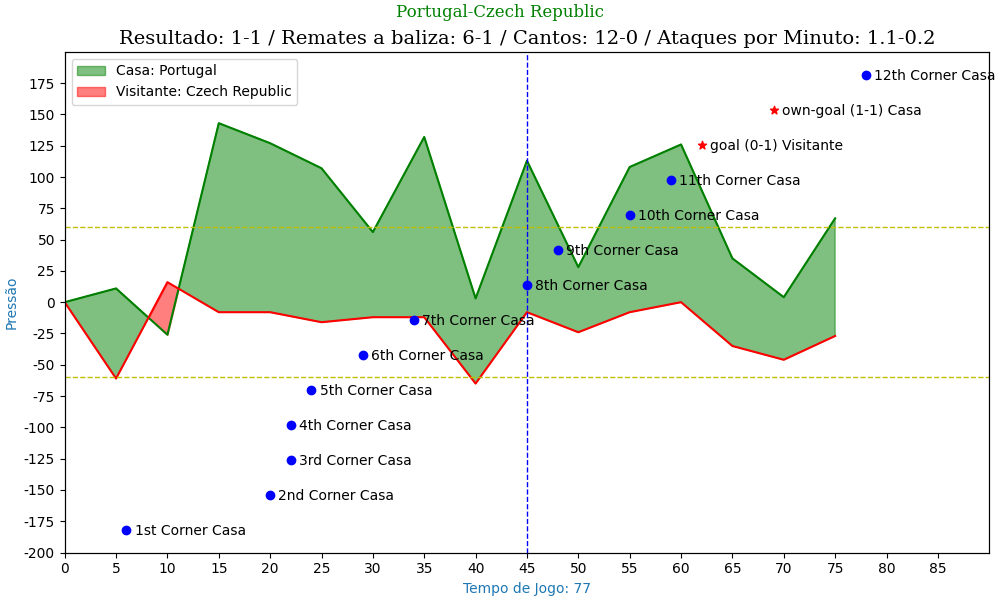 Portugal-Czech Republic
Resultado: 1-1 / Remates a baliza: 6-1 / Cantos: 12-0 / Ataques por Minuto: 1.1-0.2
Casa: Portugal
Visitante: Czech Republic
12th Corner Casa
own-goal (1-1) Casa
goal (0-1) Visitante
11th Corner Casa
10th Corner Casa
9th Corner Casa
8th Corner Casa
7th Corner Casa
6th Corner Casa
5th Corner Casa
4th Corner Casa
3rd Corner Casa
2nd Corner Casa
1st Corner Casa
Pressão
175
150
125
100
75
50
25
0
-25
-50
-75
-100
-125
-150
-175
-200
0 5 10 15 20 25 30 35 40 45 50 55 60 65 70 75 80 85
Tempo de Jogo: 77